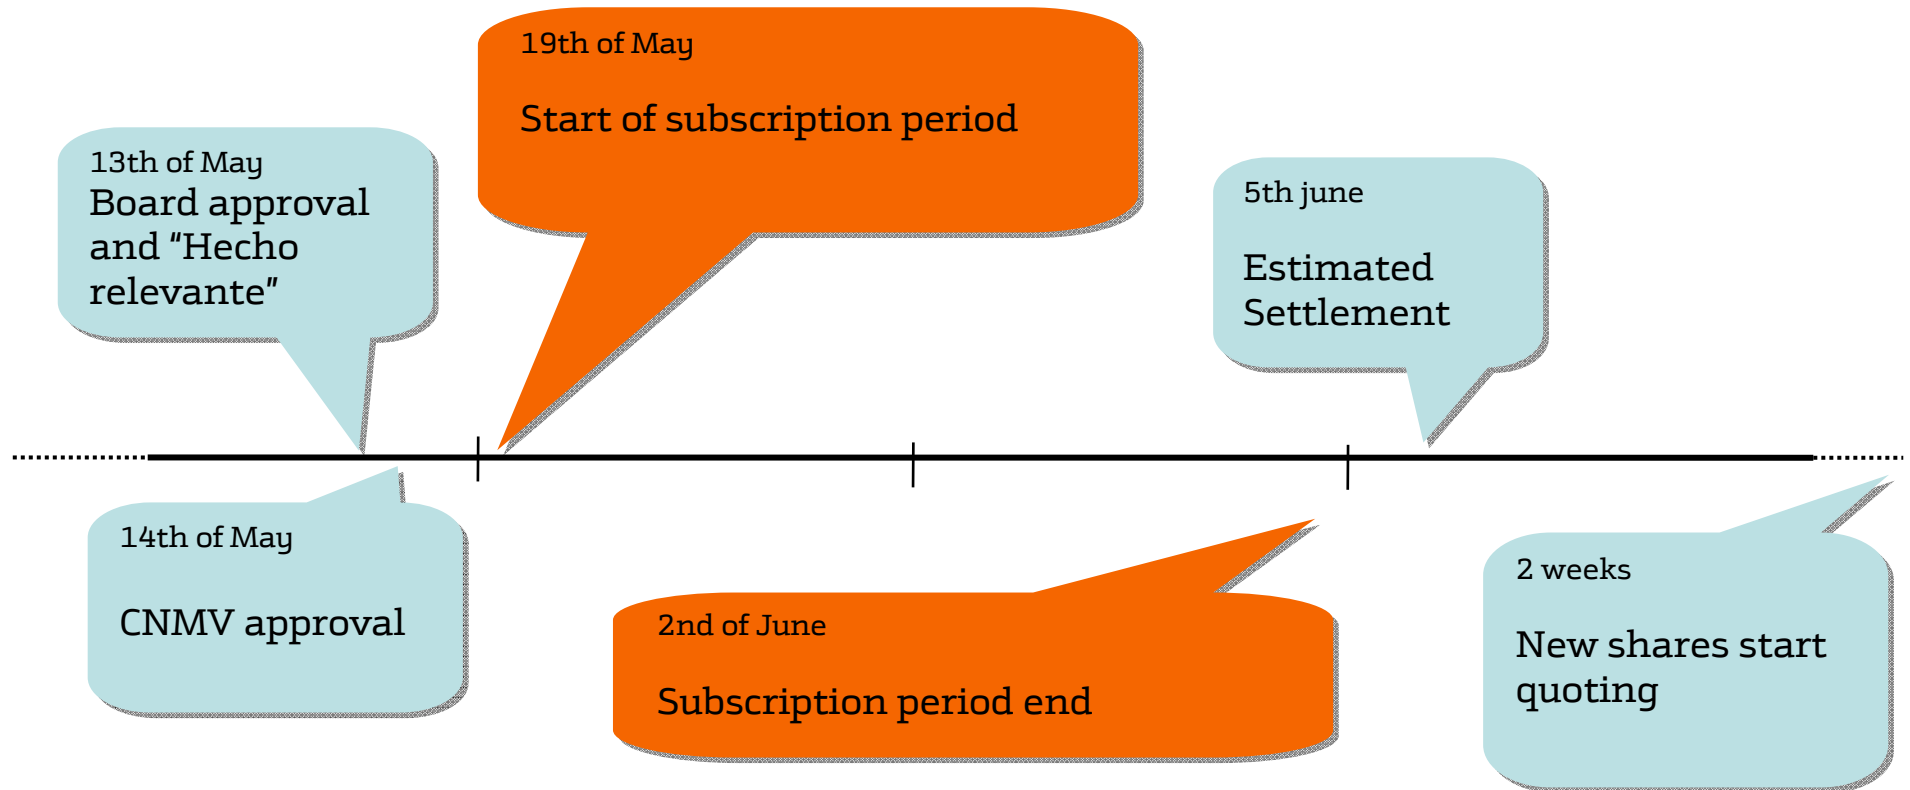 13th of May
Board approval
and “Hecho
relevante”
19th of May
Start of subscription period
5th june
Estimated
Settlement
14th of May
CNMV approval
2nd of June
Subscription period end
2 weeks
New shares start
quoting